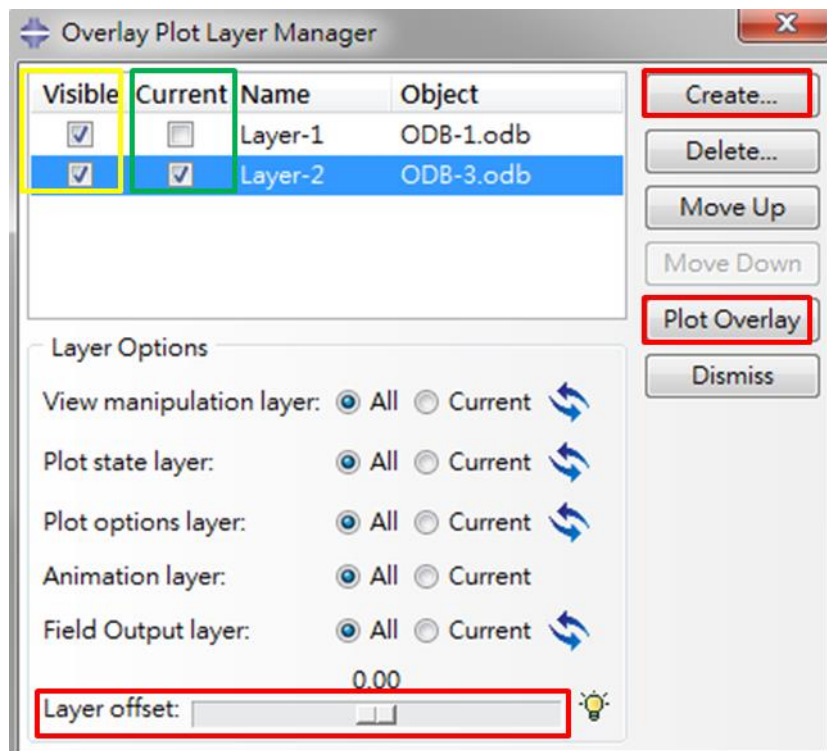 Overlay Plot Layer Manager
Visible Current Name Object
Layer-1 ODB-1.odb
Layer-2 ODB-3.odb
Create...
Delete...
Move Up
Move Down
Plot Overlay
Dismiss
Layer Options
View manipulation layer: All Current
Plot state layer: All Current
Plot options layer: All Current
Animation layer: All Current
Field Output layer: All Current
0.00
Layer offset: